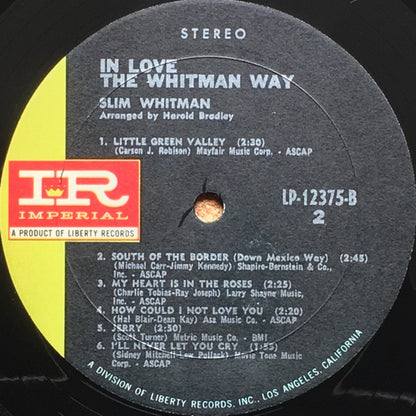 STEREO
IN LOVE
THE WHITMAN WAY
SLIM WHITMAN
Arranged by Harold Bradley
1. LITTLE GREEN VALLEY (2:30)
(Carson J. Robison) Mayfair Music Corp. - ASCAP
IR
IMPERIAL
A PRODUCT OF LIBERTY RECORDS
LP-12375-B
2
2. SOUTH OF THE BORDER (Down Mexico Way) (2:45)
(Michael Carr-Jimmy Kennedy) Shapiro-Bernstein & Co.,
Inc. - ASCAP
3. MY HEART IS IN THE ROSES (2:25)
(Charlie Tobias-Ray Joseph) Larry Shayne Music,
Inc. - ASCAP
4. HOW COULD I NOT LOVE YOU (2:20)
(Hal Blair-Dean Kay) Asa Music Co. - ASCAP
5. JERRY (2:50)
(Scott Turner) Metric Music Co. - BMI
6. I'LL NEVER LET YOU CRY (1:55)
(Sidney Mitchell-Lew Pollack) Movie Tone Music
Corp. - ASCAP
A DIVISION OF LIBERTY RECORDS, INC., LOS ANGELES, CALIFORNIA